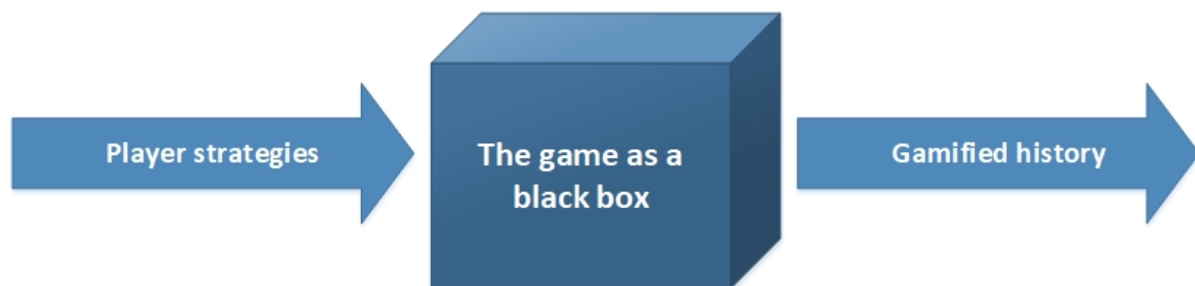 Player strategies
The game as a
black box
Gamified history